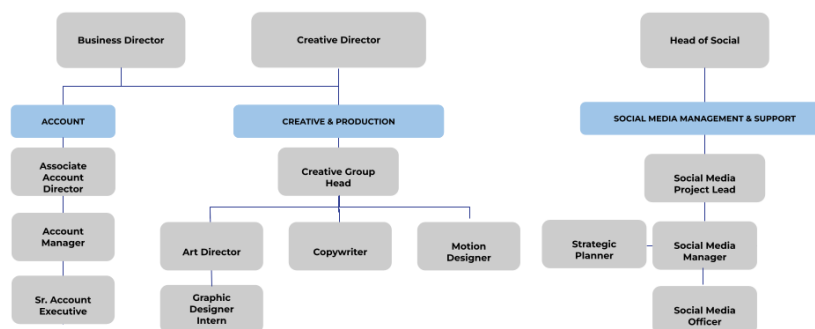 Business Director
Creative Director
Head of Social
ACCOUNT
CREATIVE & PRODUCTION
SOCIAL MEDIA MANAGEMENT & SUPPORT
Associate
Account
Director
Creative Group
Head
Social Media
Project Lead
Account
Manager
Art Director
Copywriter
Motion
Designer
Strategic
Planner
Social Media
Manager
Sr. Account
Executive
Graphic
Designer
Intern
Social Media
Officer